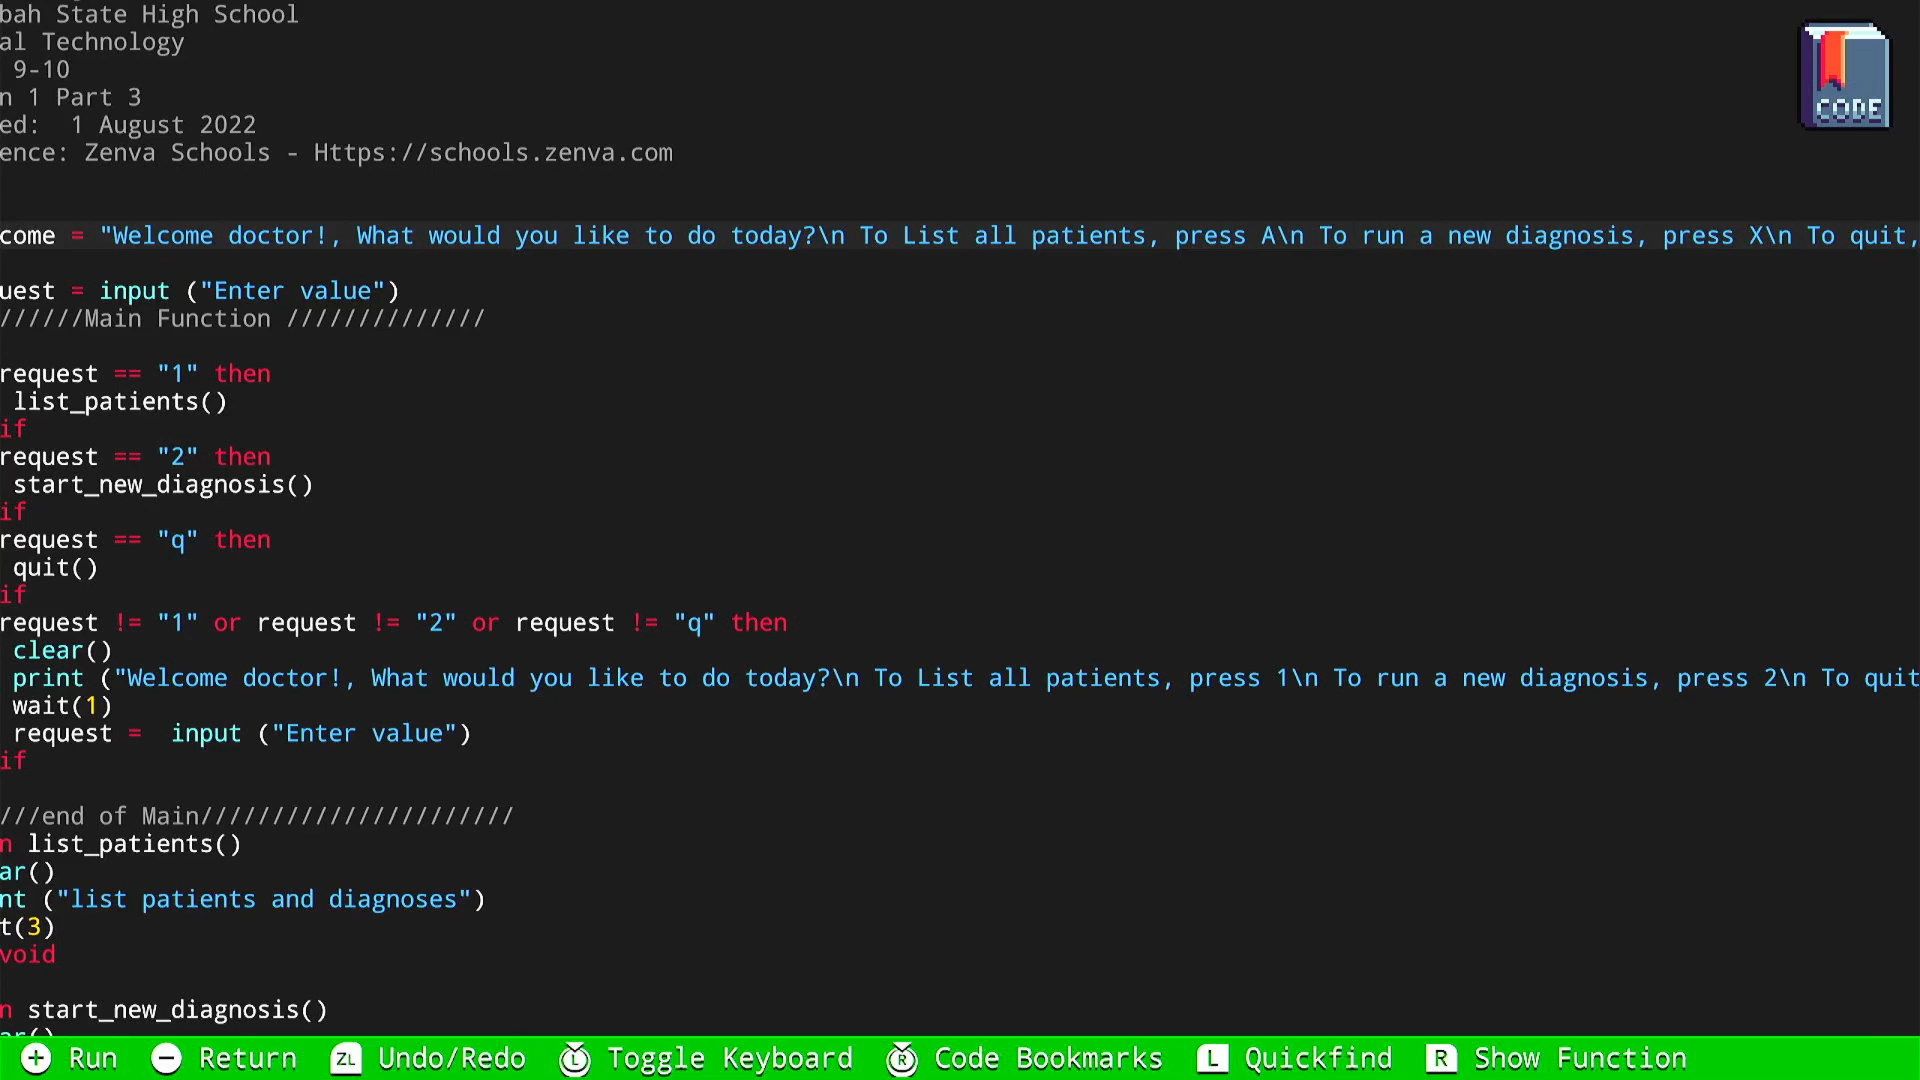 bah State High School
al Technology
9-10
n 1 Part 3
ed:  1 August 2022
ence: Zenva Schools - Https://schools.zenva.com
CODE
come = "Welcome doctor!, What would you like to do today?\n To List all patients, press A\n To run a new diagnosis, press X\n To quit,
uest = input ("Enter value")
//////Main Function //////////////
request == "1" then
list_patients()
if
request == "2" then
start_new_diagnosis()
if
request == "q" then
quit()
if
request != "1" or request != "2" or request != "q" then
clear()
print ("Welcome doctor!, What would you like to do today?\n To List all patients, press 1\n To run a new diagnosis, press 2\n To quit
wait(1)
request =  input ("Enter value")
if
///end of Main//////////////////////
n list_patients()
ar()
nt ("list patients and diagnoses")
t(3)
void
n start_new_diagnosis()
ar()
+ Run - Return ZL Undo/Redo L Toggle Keyboard R Code Bookmarks L Quickfind R Show Function